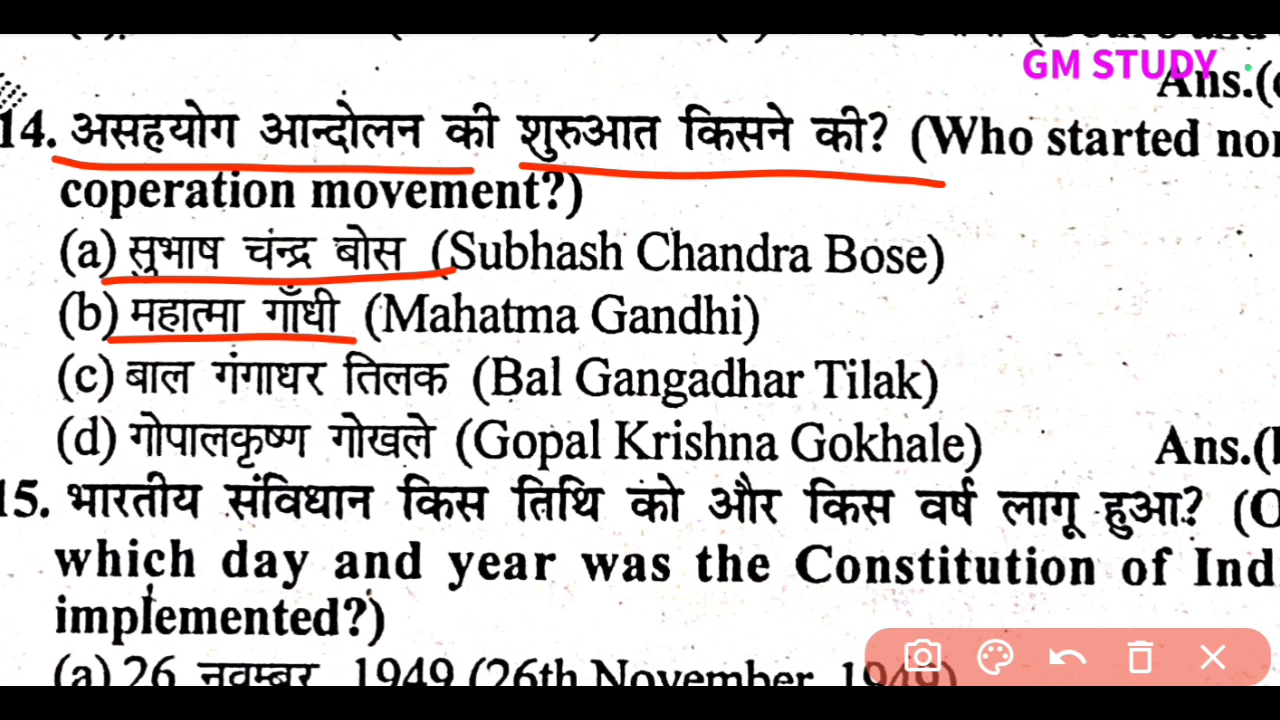 GM STUDY
Ans.(
14. असहयोग आन्दोलन की शुरुआत किसने की? (Who started
coperation movement?)
(a) सुभाष चंन्द्र बोस (Subhash Chandra Bose)
(b) महात्मा गाँधी (Mahatma Gandhi)
(c) बाल गंगाधर तिलक (Bal Gangadhar Tilak)
(d) गोपालकृष्ण गोखले (Gopal Krishna Gokhale) Ans.(
15. भारतीय संविधान किस तिथि को और किस वर्ष लागू हुआ? (
which day and year was the Constitution of
implemented?)
(a) 26 नवम्बर, 1949 (26th November, 1949)